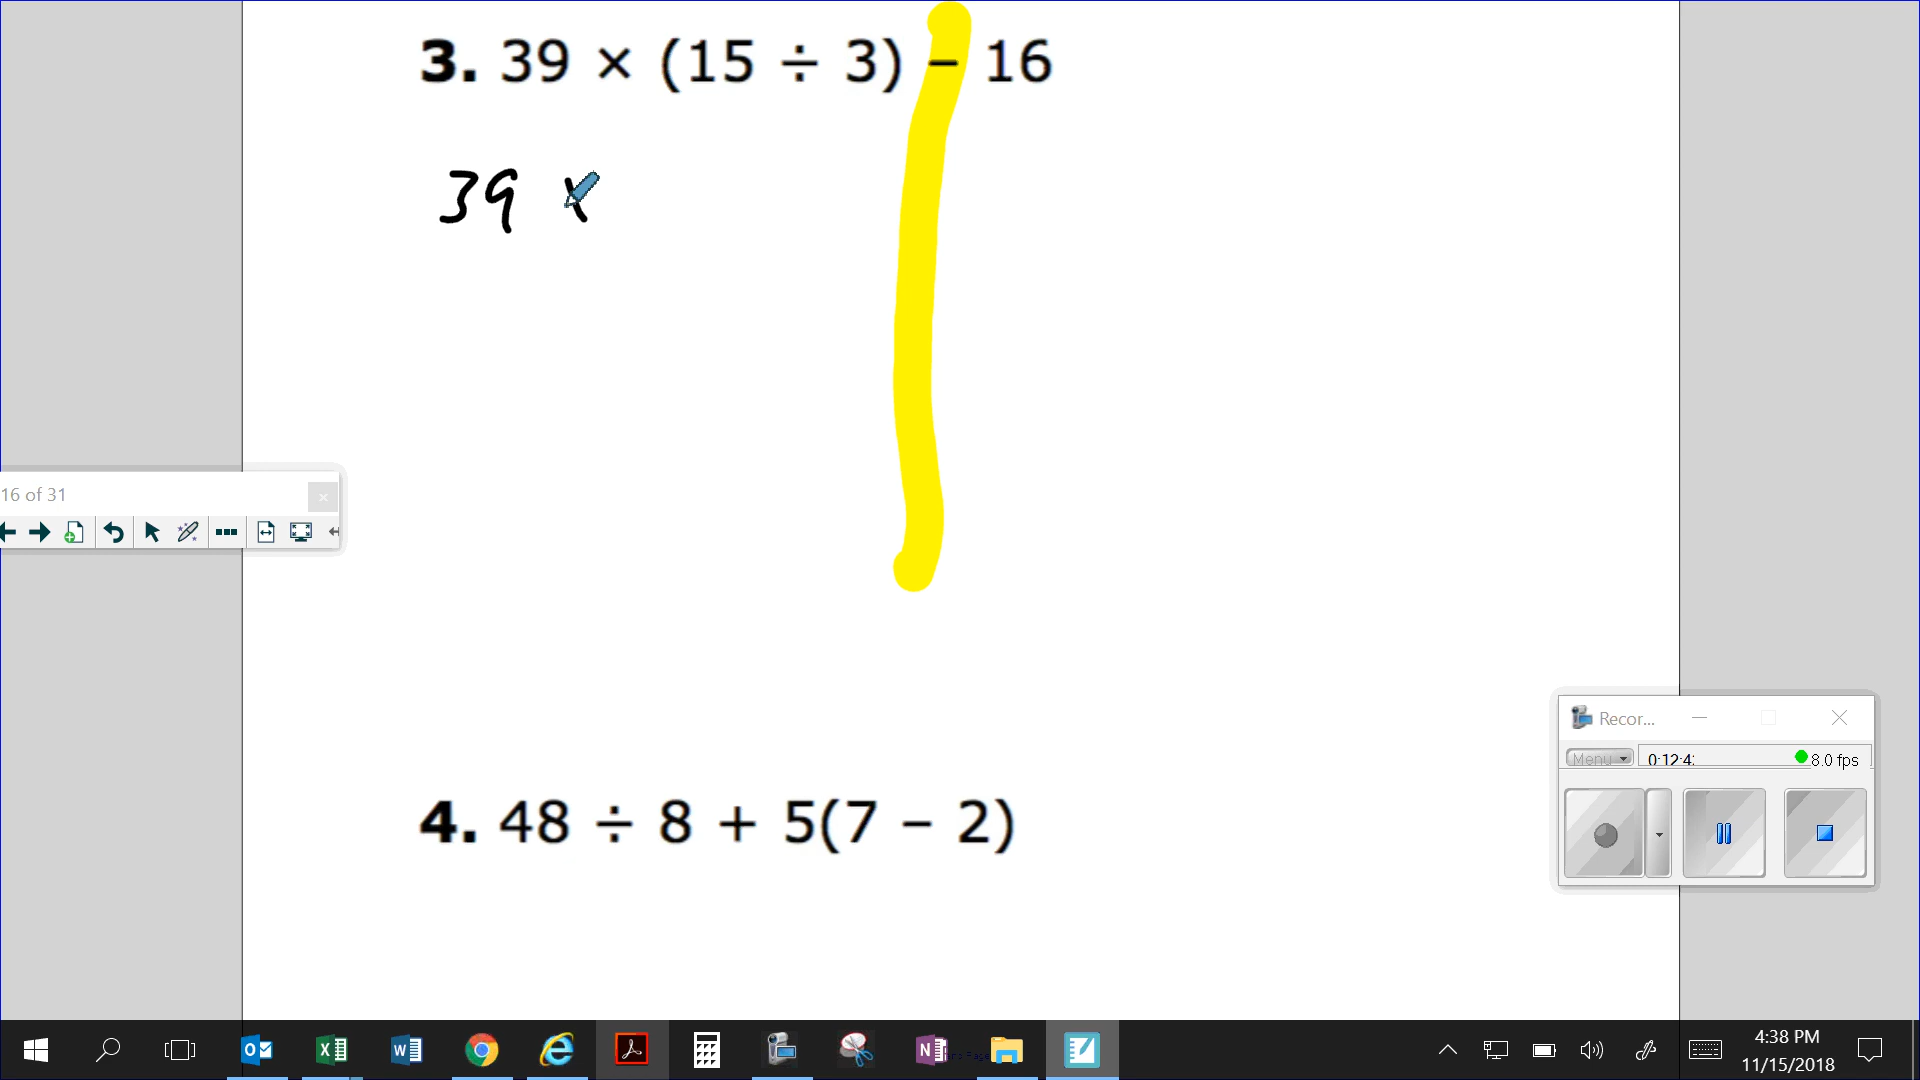 3. 39 × (15 ÷ 3) – 16
39 x
16 of 31
Recor...
Menu
0:12:4
8.0 fps
4. 48 ÷ 8 + 5(7 – 2)
4:38 PM
11/15/2018